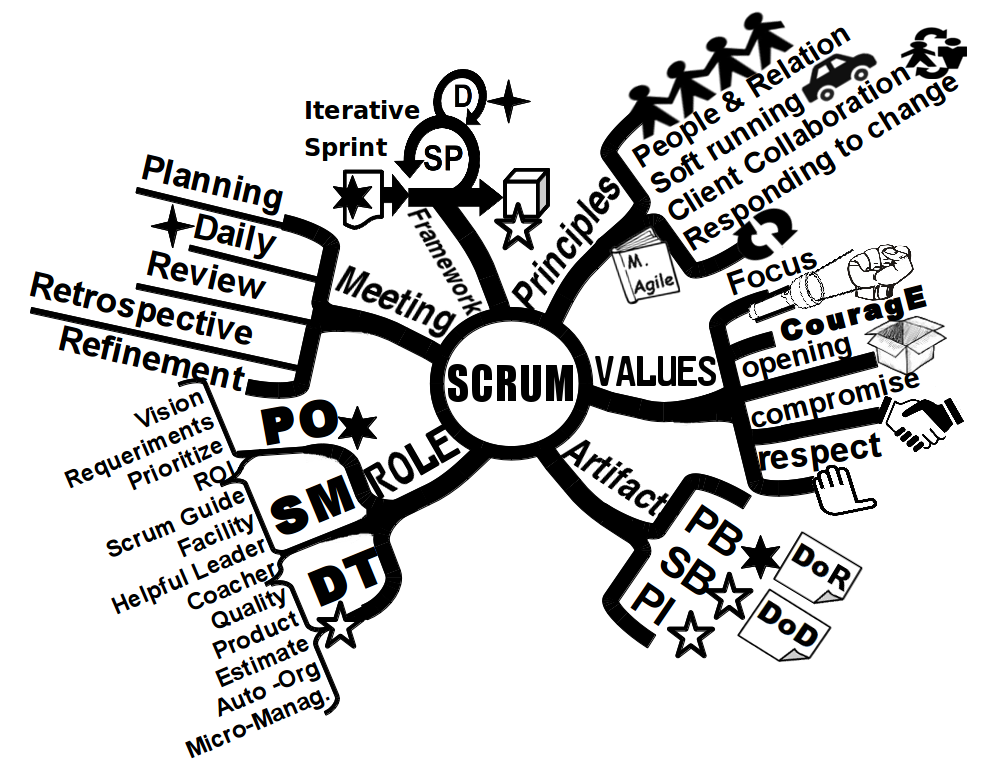 SCRUM
Framework
Iterative
Sprint
D
SP
Principles
People & Relation
Soft running
Client Collaboration
Responding to change
M.
Agile
VALUES
Focus
CouragE
opening
compromise
respect
Artifact
PB
SB
PI
DoR
DoD
ROLE
PO
Vision
Requeriments
Prioritize
ROI
SM
Scrum Guide
Facility
Helpful Leader
Coacher
DT
Quality
Product
Estimate
Auto -Org
Micro-Manag.
Meeting
Planning
Daily
Review
Retrospective
Refinement